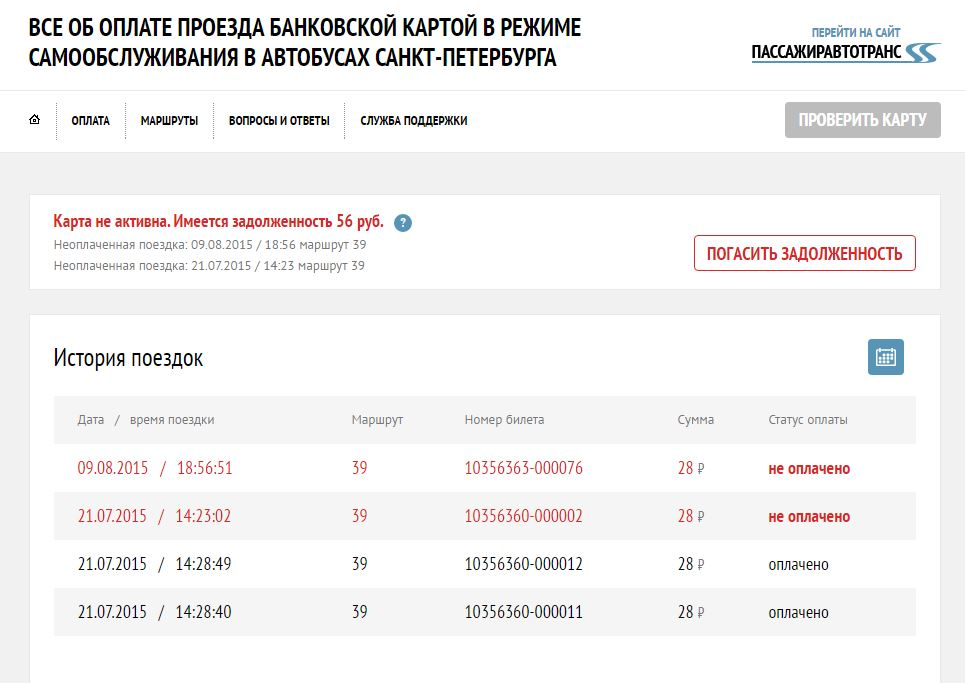 ВСЕ ОБ ОПЛАТЕ ПРОЕЗДА БАНКОВСКОЙ КАРТОЙ В РЕЖИМЕ
САМООБСЛУЖИВАНИЯ В АВТОБУСАХ САНКТ-ПЕТЕРБУРГА
ПЕРЕЙТИ НА САЙТ
ПАССАЖИРАВТОТРАНС
ОПЛАТА МАРШРУТЫ ВОПРОСЫ И ОТВЕТЫ СЛУЖБА ПОДДЕРЖКИ ПРОВЕРИТЬ КАРТУ
Карта не активна. Имеется задолженность 56 руб. ?
Неоплаченная поездка: 09.08.2015 / 18:56 маршрут 39
Неоплаченная поездка: 21.07.2015 / 14:23 маршрут 39
ПОГАСИТЬ ЗАДОЛЖЕННОСТЬ
История поездок
Дата / время поездки Маршрут Номер билета Сумма Статус оплаты
09.08.2015 / 18:56:51 39 10356363-000076 28 ₽ не оплачено
21.07.2015 / 14:23:02 39 10356360-000002 28 ₽ не оплачено
21.07.2015 / 14:28:49 39 10356360-000012 28 ₽ оплачено
21.07.2015 / 14:28:40 39 10356360-000011 28 ₽ оплачено